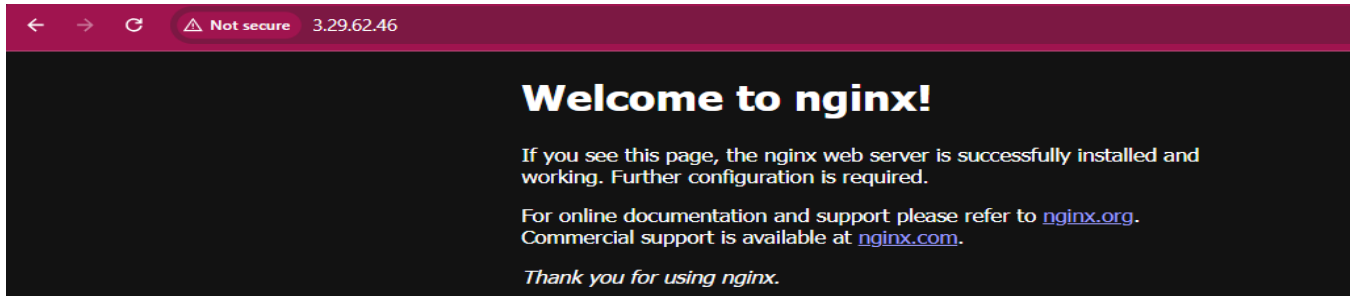 Not secure 3.29.62.46
Welcome to nginx!
If you see this page, the nginx web server is successfully installed and
working. Further configuration is required.
For online documentation and support please refer to nginx.org.
Commercial support is available at nginx.com.
Thank you for using nginx.